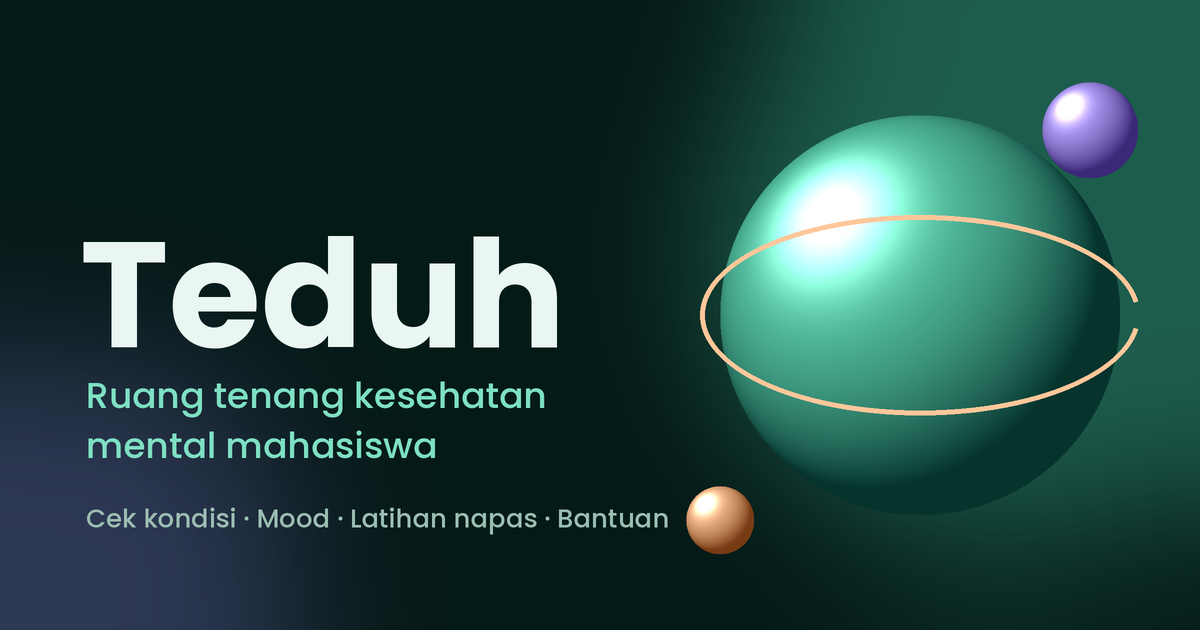 Teduh
Ruang tenang kesehatan
mental mahasiswa
Cek kondisi · Mood · Latihan napas · Bantuan